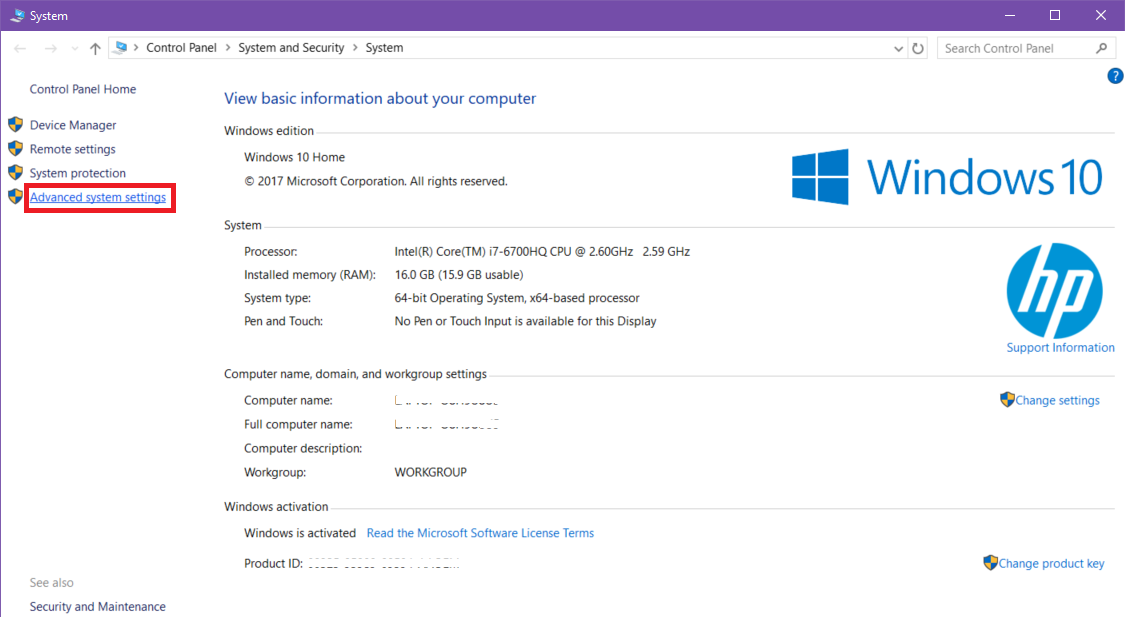 System
Control Panel > System and Security > System
Search Control Panel
?
Control Panel Home
Device Manager
Remote settings
System protection
Advanced system settings
View basic information about your computer
Windows edition
Windows 10 Home
© 2017 Microsoft Corporation. All rights reserved.
Windows 10
System
Processor: Intel(R) Core(TM) i7-6700HQ CPU @ 2.60GHz 2.59 GHz
Installed memory (RAM): 16.0 GB (15.9 GB usable)
System type: 64-bit Operating System, x64-based processor
Pen and Touch: No Pen or Touch Input is available for this Display
hp
Support Information
Computer name, domain, and workgroup settings
Computer name:
Change settings
Full computer name:
Computer description:
Workgroup: WORKGROUP
Windows activation
Windows is activated Read the Microsoft Software License Terms
Product ID:
Change product key
See also
Security and Maintenance